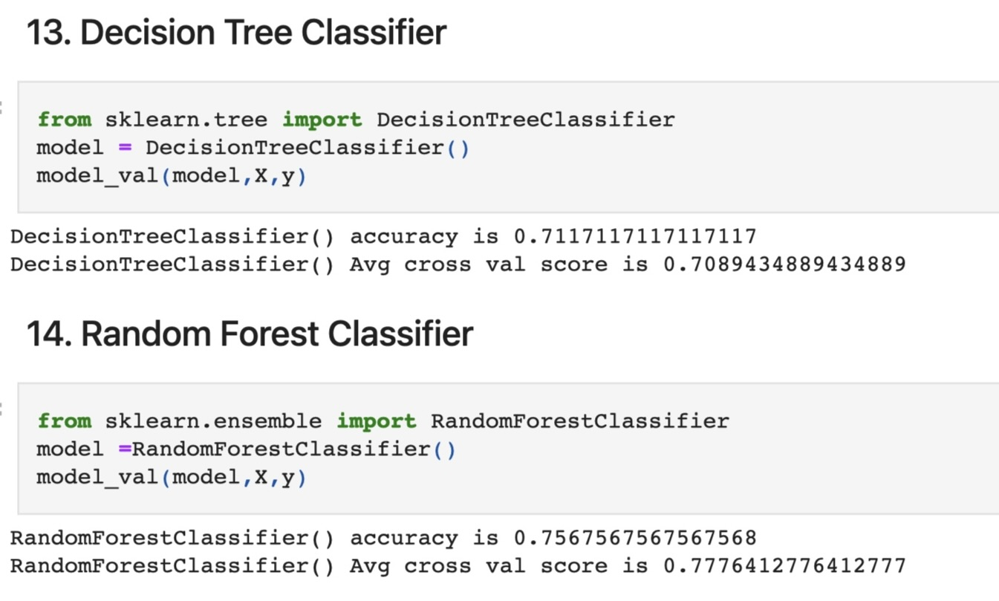 13. Decision Tree Classifier
from sklearn.tree import DecisionTreeClassifier
model = DecisionTreeClassifier()
model_val(model,X,y)
DecisionTreeClassifier() accuracy is 0.7117117117117117
DecisionTreeClassifier() Avg cross val score is 0.7089434889434889
14. Random Forest Classifier
from sklearn.ensemble import RandomForestClassifier
model =RandomForestClassifier()
model_val(model,X,y)
RandomForestClassifier() accuracy is 0.7567567567567568
RandomForestClassifier() Avg cross val score is 0.7776412776412777